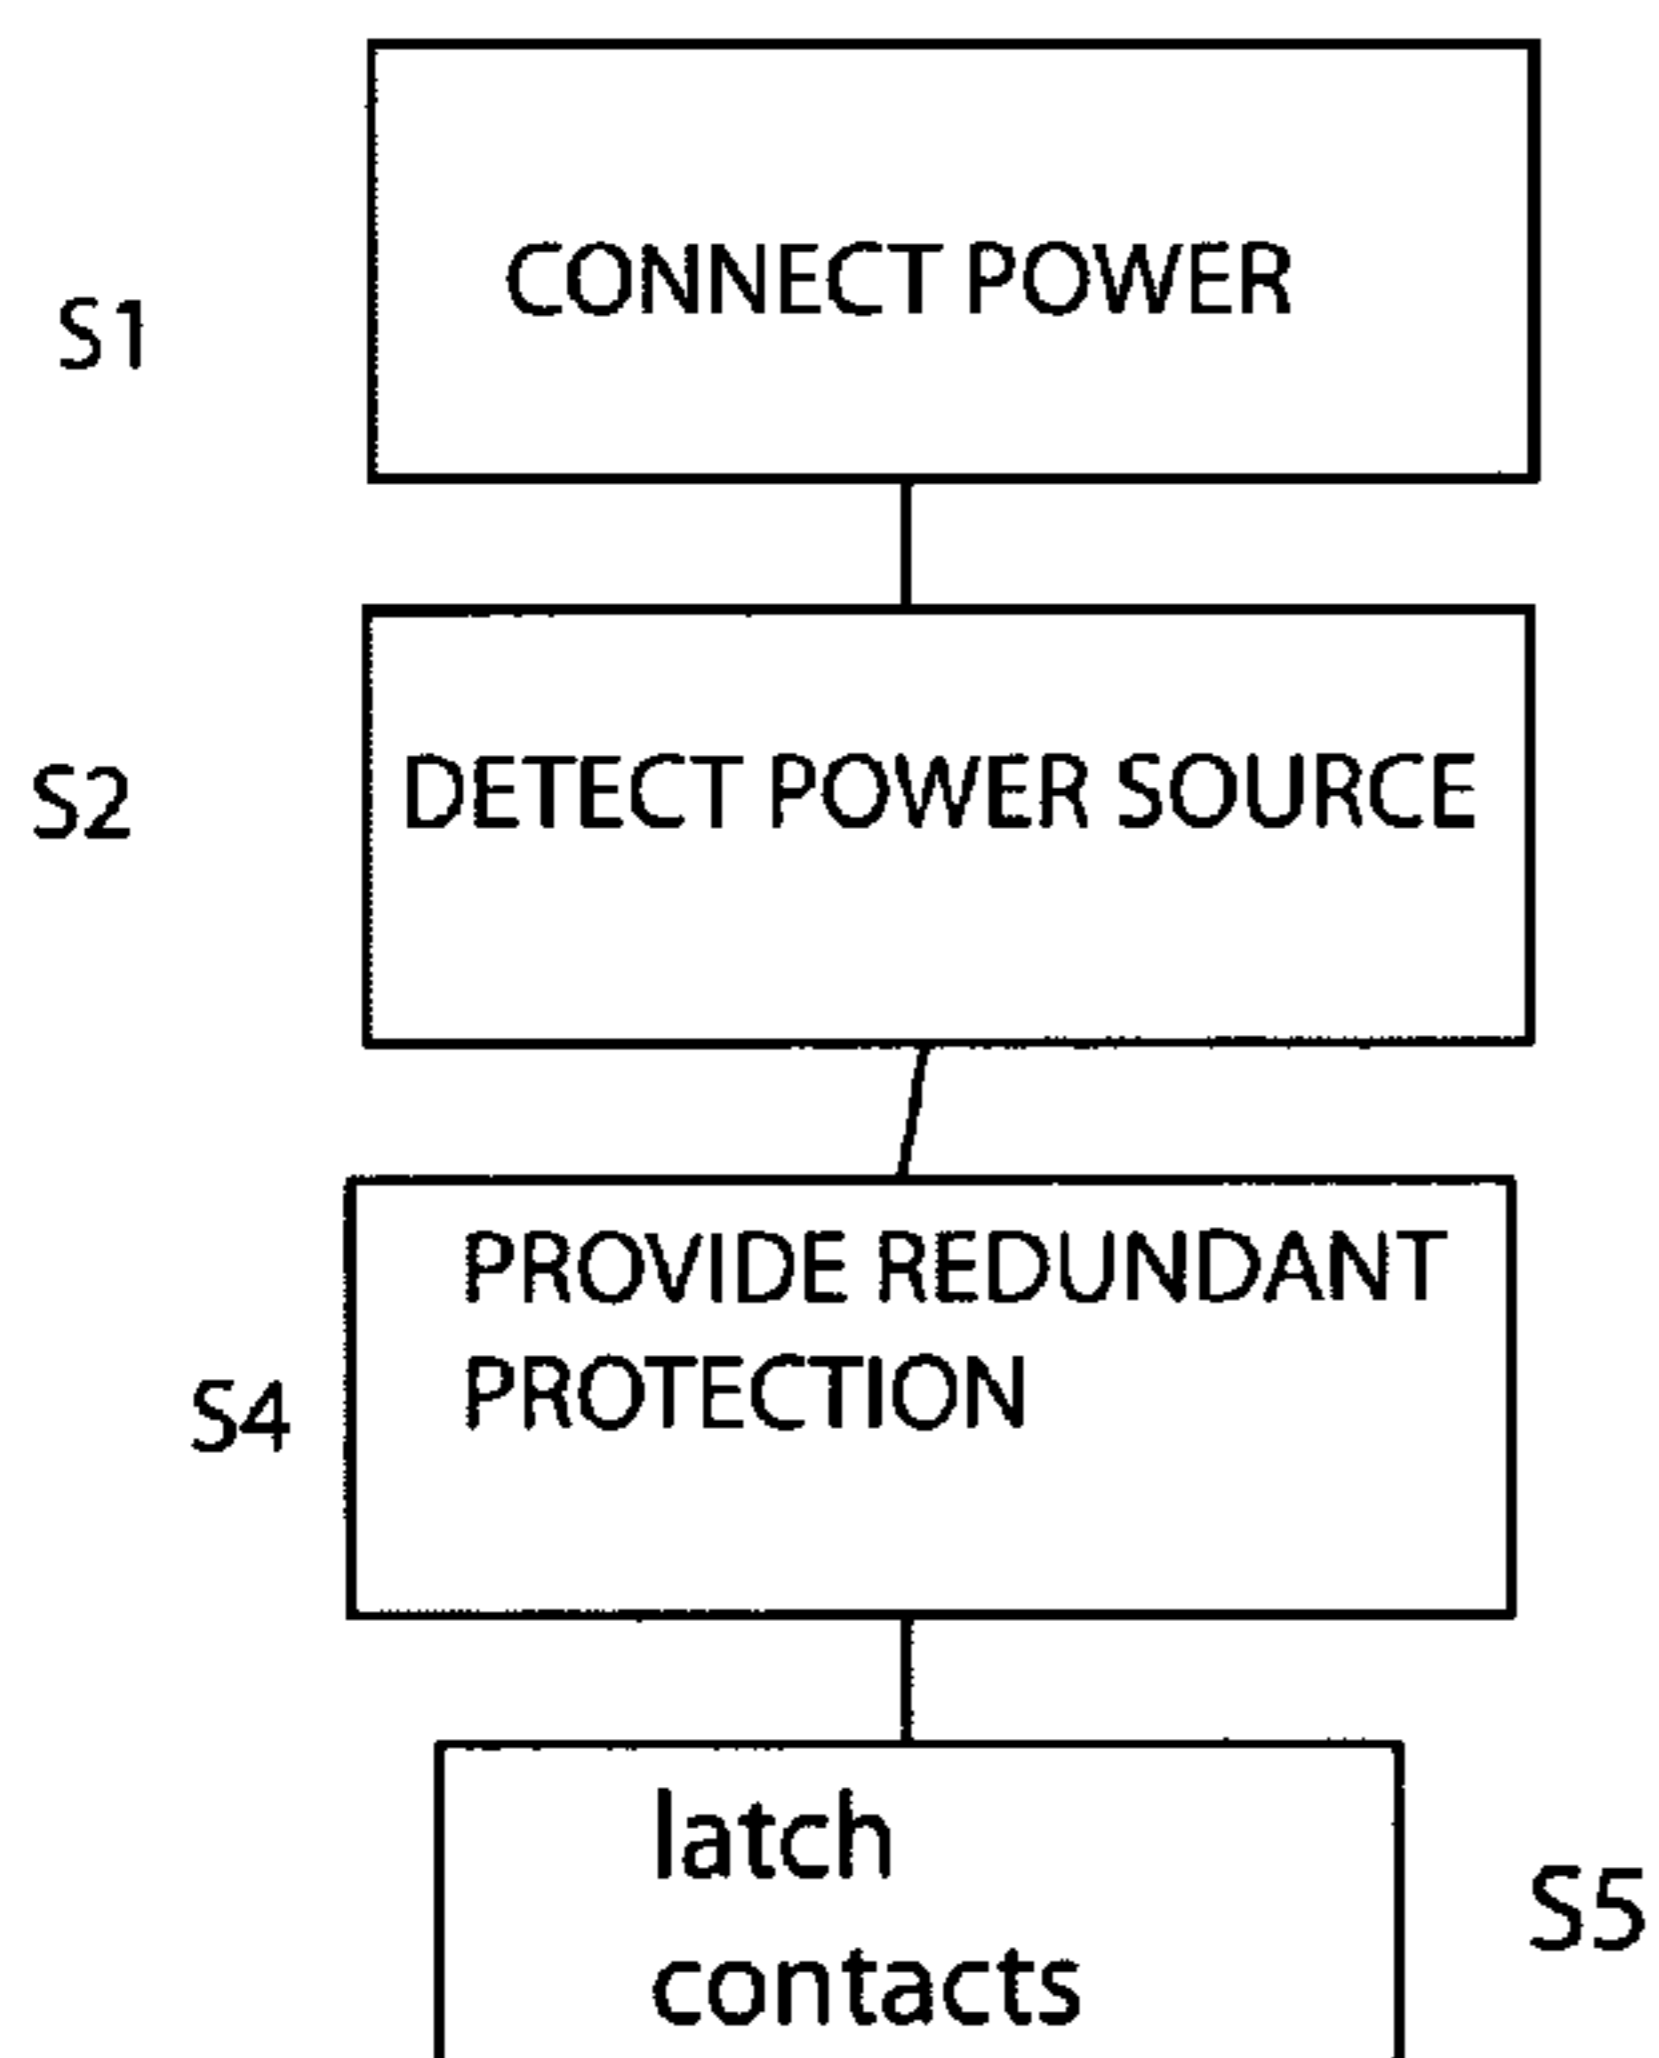 CONNECT POWER
S1
DETECT POWER SOURCE
S2
PROVIDE REDUNDANT
PROTECTION
S4
latch
contacts
S5